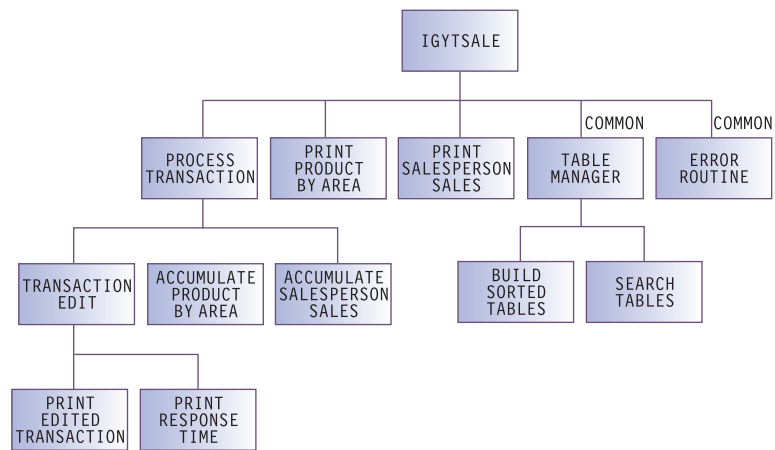 IGYTSALE
COMMON
COMMON
PROCESS
TRANSACTION
PRINT
PRODUCT
BY AREA
PRINT
SALESPERSON
SALES
TABLE
MANAGER
ERROR
ROUTINE
TRANSACTION
EDIT
ACCUMULATE
PRODUCT
BY AREA
ACCUMULATE
SALESPERSON
SALES
BUILD
SORTED
TABLES
SEARCH
TABLES
PRINT
EDITED
TRANSACTION
PRINT
RESPONSE
TIME